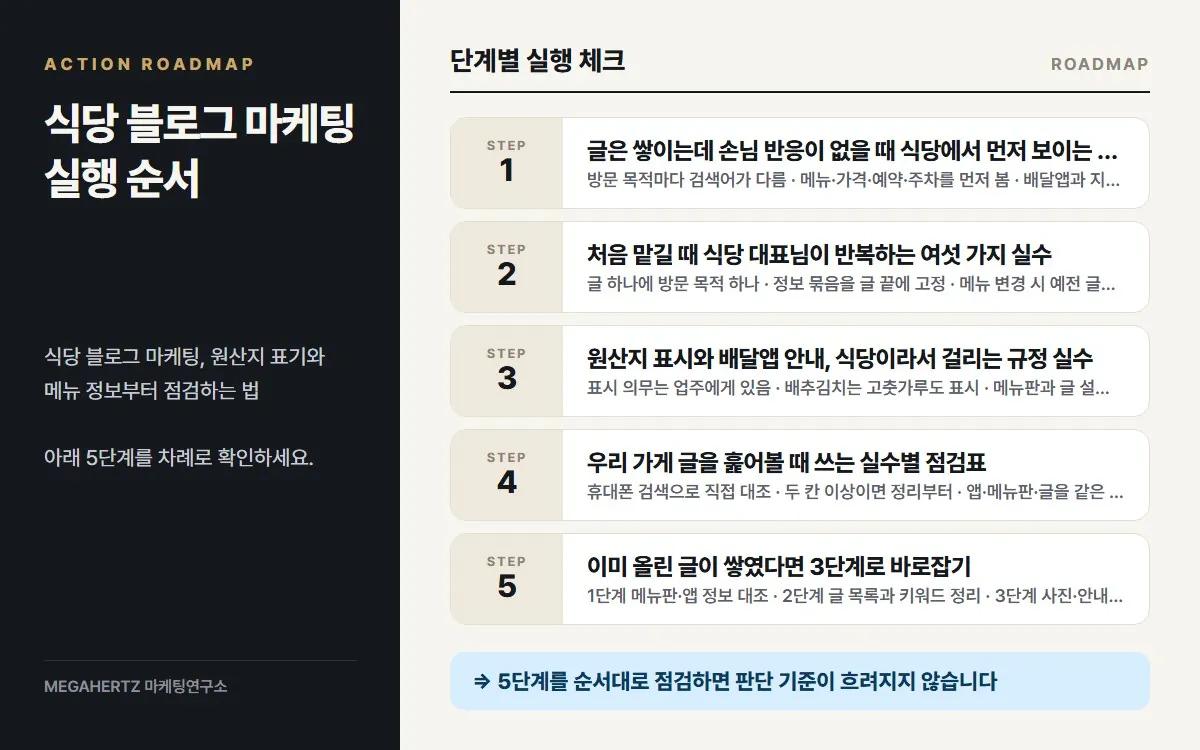 ACTION ROADMAP
식당 블로그 마케팅
실행 순서
식당 블로그 마케팅, 원산지 표기와
메뉴 정보부터 점검하는 법
아래 5단계를 차례로 확인하세요.
MEGAHERTZ 마케팅연구소
단계별 실행 체크
ROADMAP
STEP
1
글은 쌓이는데 손님 반응이 없을 때 식당에서 먼저 보이는 ...
방문 목적마다 검색어가 다름 · 메뉴·가격·예약·주차를 먼저 봄 · 배달앱과 지...
STEP
2
처음 맡길 때 식당 대표님이 반복하는 여섯 가지 실수
글 하나에 방문 목적 하나 · 정보 묶음을 글 끝에 고정 · 메뉴 변경 시 예전 글...
STEP
3
원산지 표시와 배달앱 안내, 식당이라서 걸리는 규정 실수
표시 의무는 업주에게 있음 · 배추김치는 고춧가루도 표시 · 메뉴판과 글 설...
STEP
4
우리 가게 글을 훑어볼 때 쓰는 실수별 점검표
휴대폰 검색으로 직접 대조 · 두 칸 이상이면 정리부터 · 앱·메뉴판·글을 같은 ...
STEP
5
이미 올린 글이 쌓였다면 3단계로 바로잡기
1단계 메뉴판·앱 정보 대조 · 2단계 글 목록과 키워드 정리 · 3단계 사진·안내...
→ 5단계를 순서대로 점검하면 판단 기준이 흐려지지 않습니다